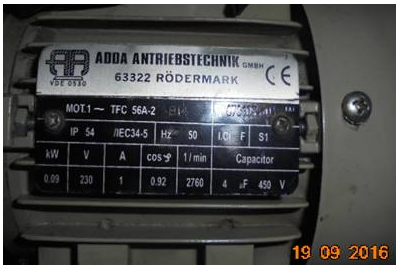 ADDA ANTRIEBSTECHNIK GMBH
VDE 0530
63322 RÖDERMARK
CE
MOT.1~ TFC 56A-2
IP 54 /IEC34-5 Hz 50 I.Cl F S1
kW V A cosφ 1/min Capacitor
0.09 230 1 0.92 2760 4 µF 450 V
19 09 2016